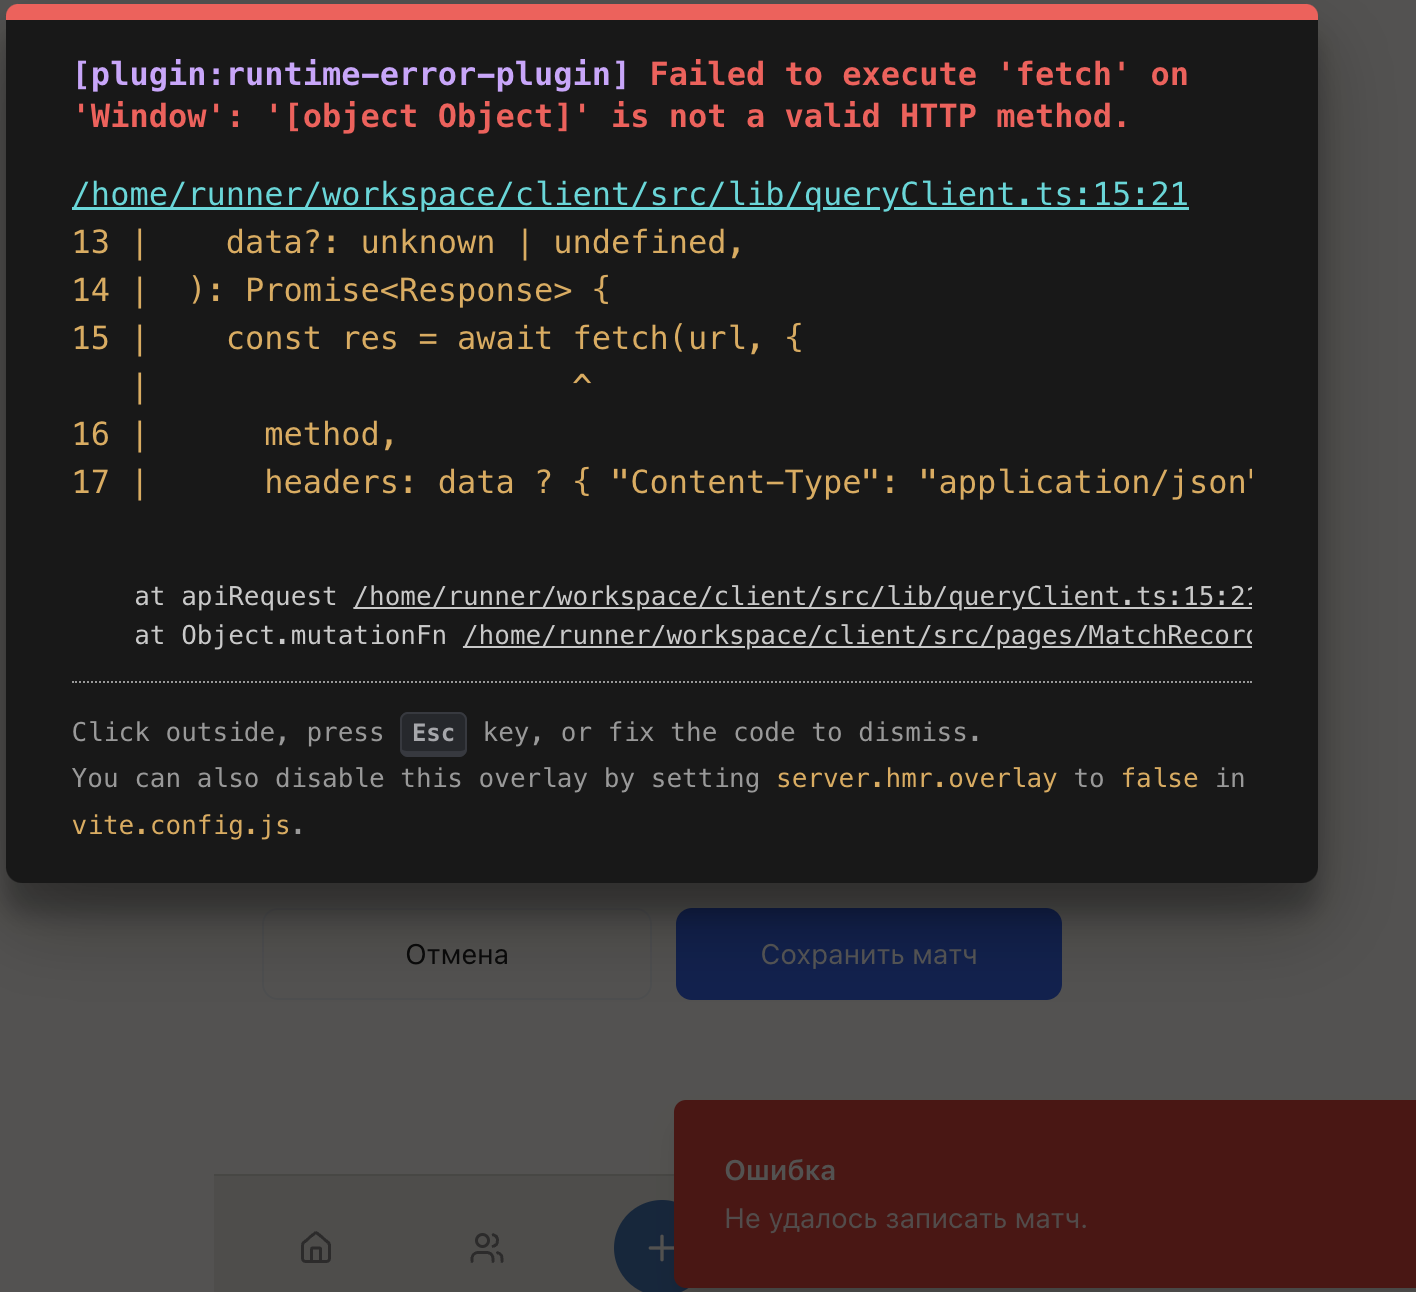 [plugin:runtime-error-plugin] Failed to execute 'fetch' on
'Window': '[object Object]' is not a valid HTTP method.
/home/runner/workspace/client/src/lib/queryClient.ts:15:21
13 |    data?: unknown | undefined,
14 |  ): Promise<Response> {
15 |    const res = await fetch(url, {
   |                      ^
16 |      method,
17 |      headers: data ? { "Content-Type": "application/json"
at apiRequest /home/runner/workspace/client/src/lib/queryClient.ts:15:21
at Object.mutationFn /home/runner/workspace/client/src/pages/MatchRecord
Click outside, press Esc key, or fix the code to dismiss.
You can also disable this overlay by setting server.hmr.overlay to false in
vite.config.js.
Отмена
Сохранить матч
Ошибка
Не удалось записать матч.